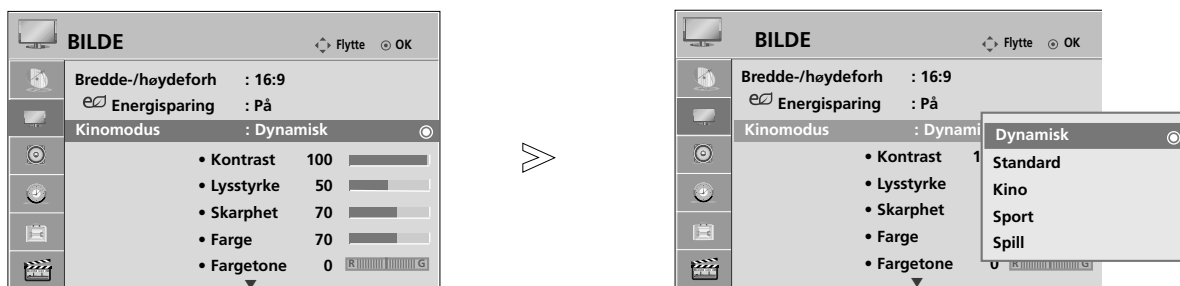 BILDE Flytte OK
Bredde-/høydeforh : 16:9
Energisparing : På
Kinomodus : Dynamisk
• Kontrast 100
• Lysstyrke 50
• Skarphet 70
• Farge 70
• Fargetone 0 R G
BILDE Flytte OK
Bredde-/høydeforh : 16:9
Energisparing : På
Kinomodus : Dynami
• Kontrast 1
• Lysstyrke
• Skarphet
• Farge
• Fargetone 0 R G
Dynamisk
Standard
Kino
Sport
Spill